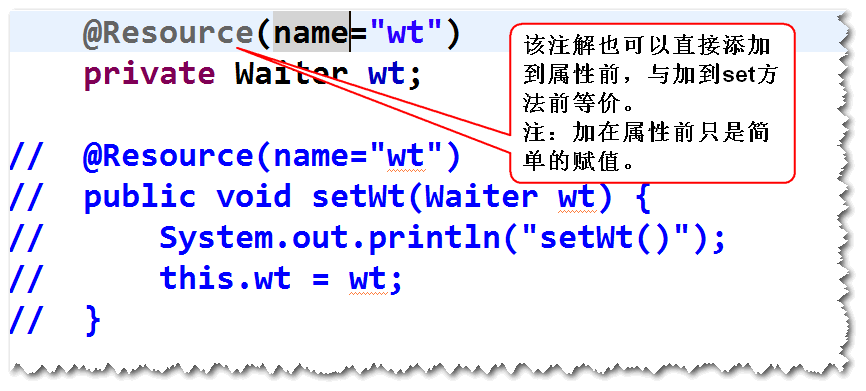 @Resource(name="wt")
private Waiter wt;
该注解也可以直接添加
到属性前，与加到set方
法前等价。
注：加在属性前只是简
单的赋值。
//  @Resource(name="wt")
//  public void setWt(Waiter wt) {
//      System.out.println("setWt()");
//      this.wt = wt;
//  }